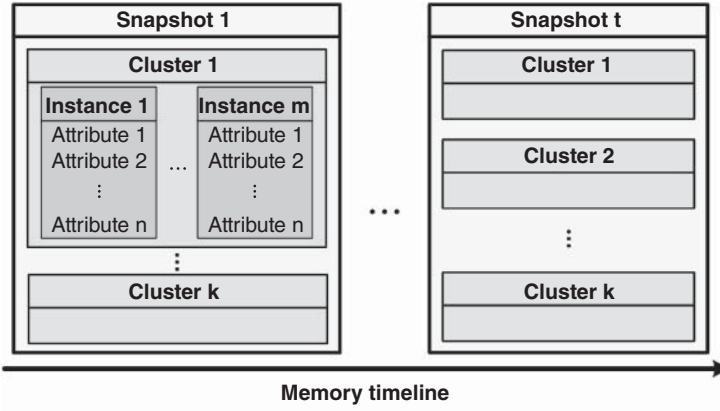 Snapshot 1
Cluster 1
Instance 1
Attribute 1
Attribute 2
⋮
Attribute n
...
Instance m
Attribute 1
Attribute 2
⋮
Attribute n
⋮
Cluster k
...
Snapshot t
Cluster 1
Cluster 2
⋮
Cluster k
Memory timeline